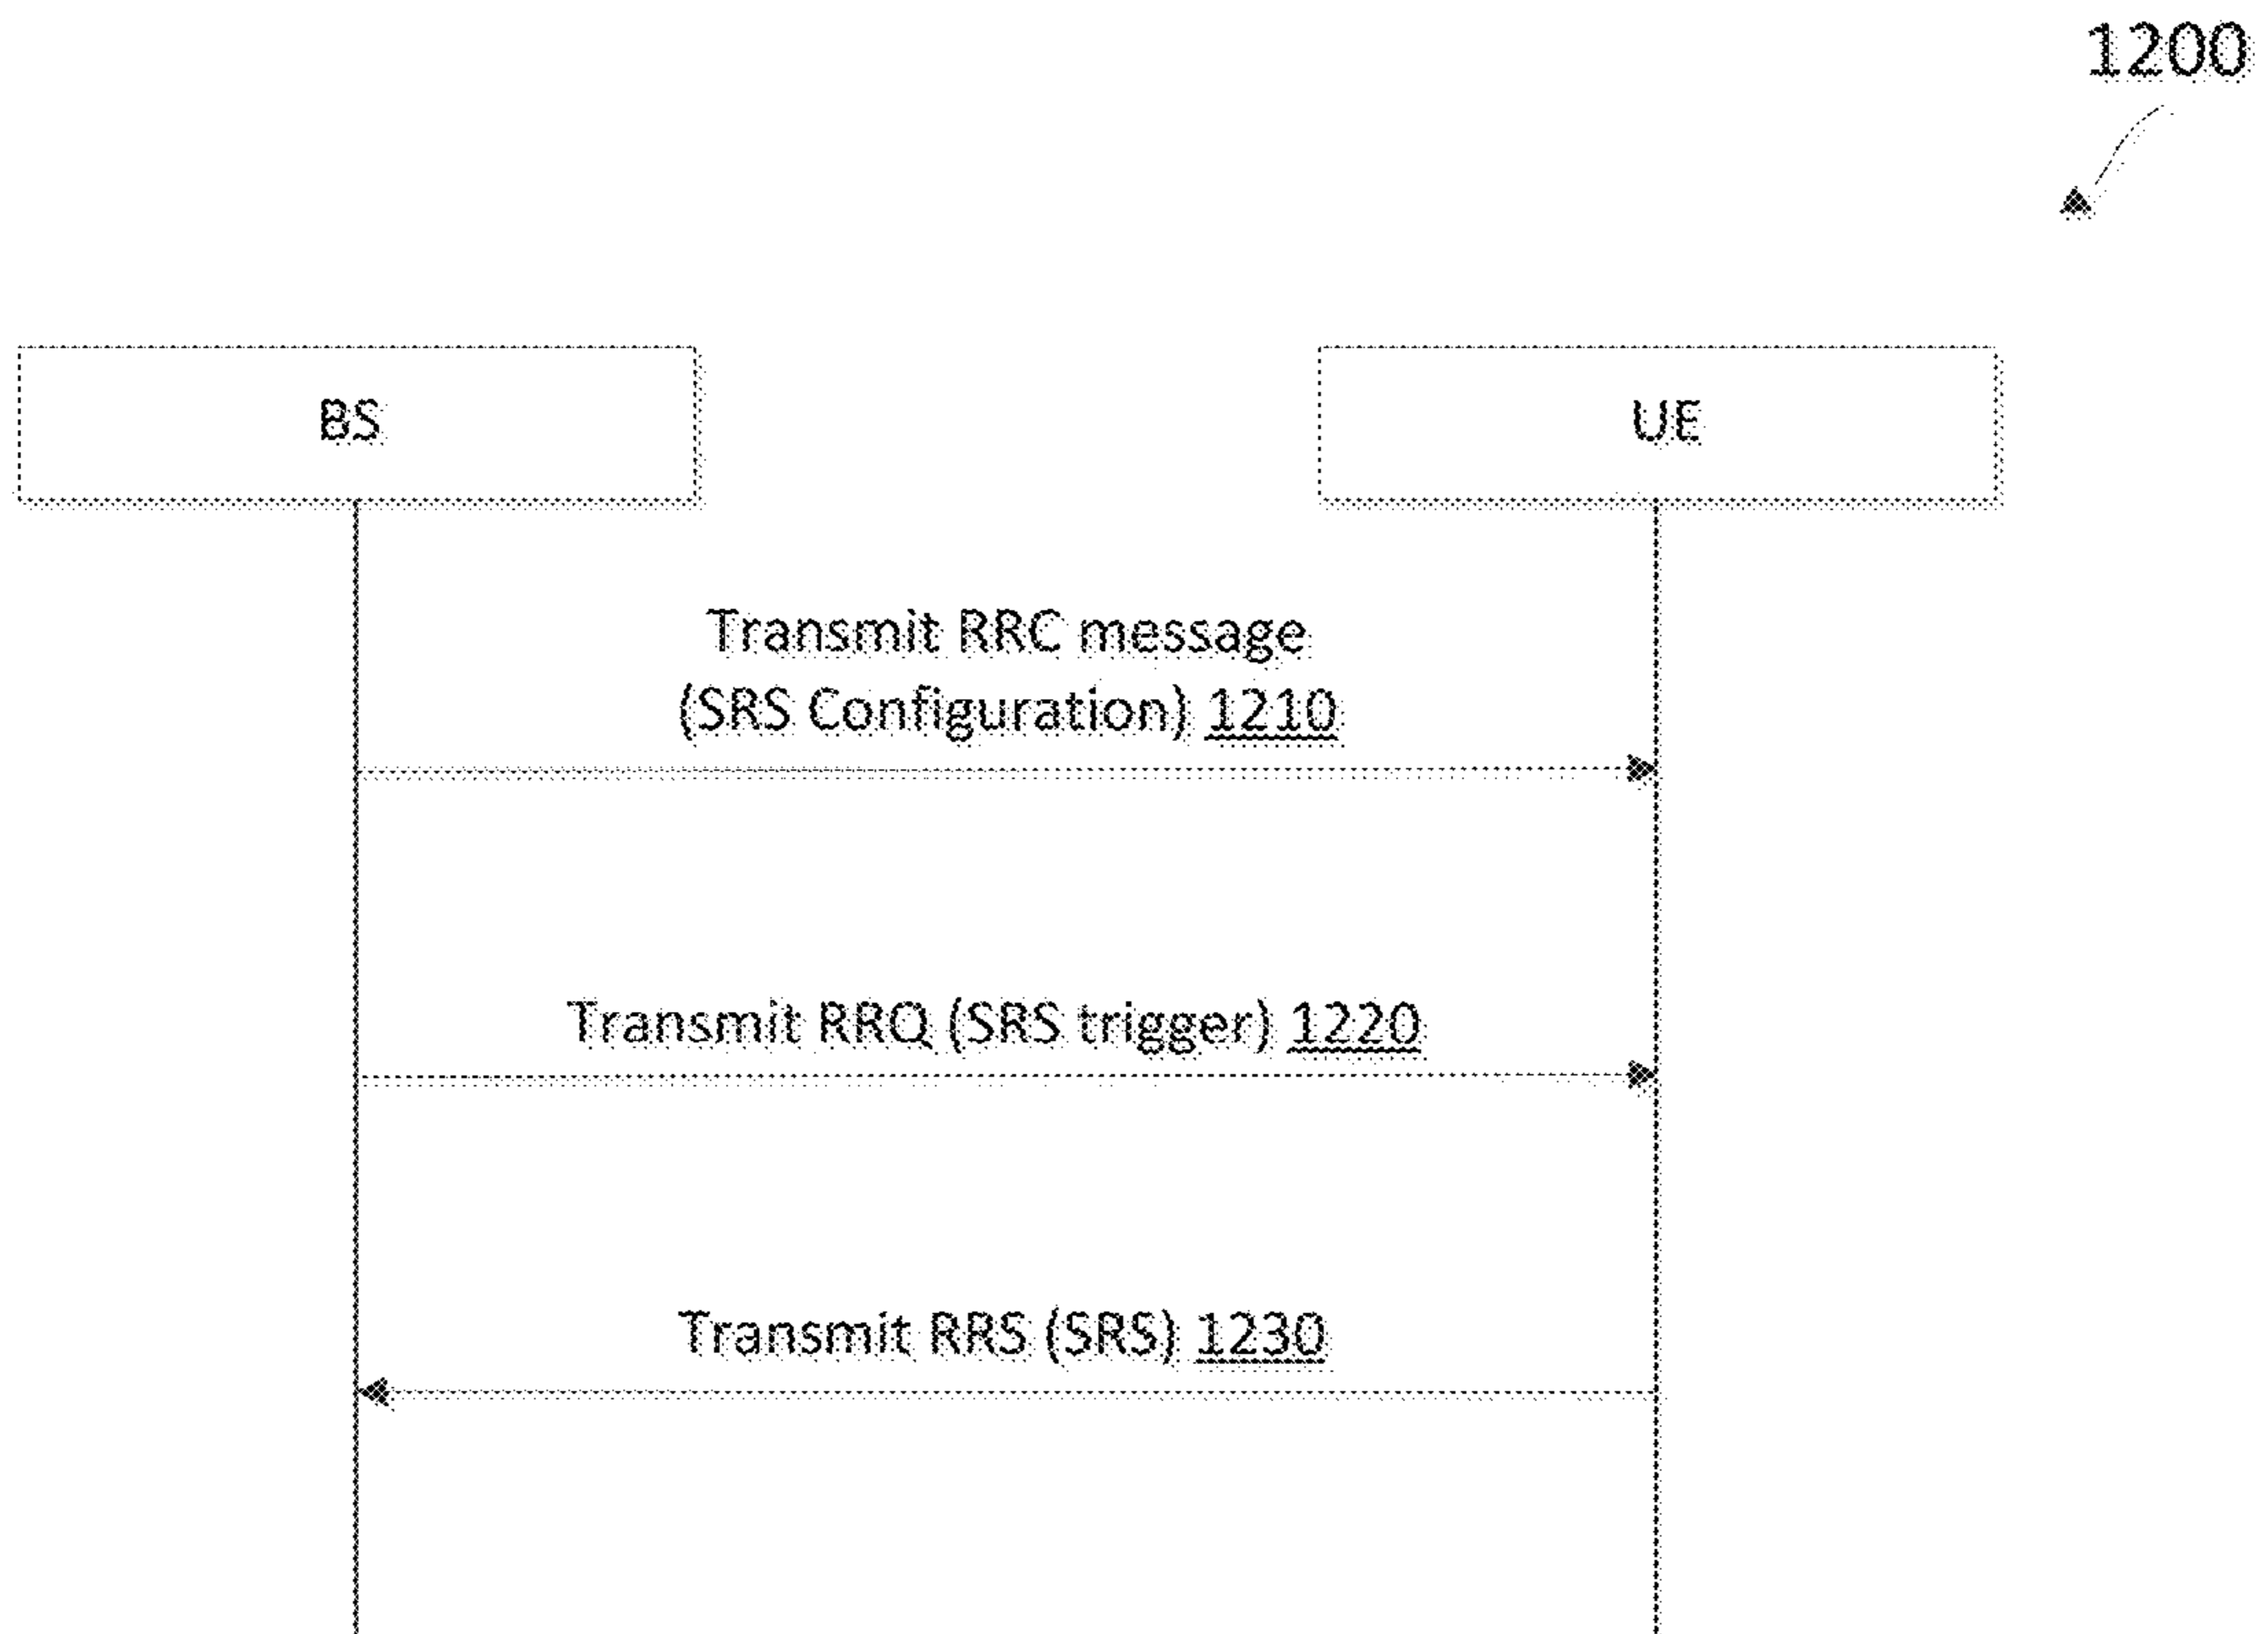 1200
BS
UE
Transmit RRC message
(SRS Configuration) 1210
Transmit RRQ (SRS trigger) 1220
Transmit RRS (SRS) 1230